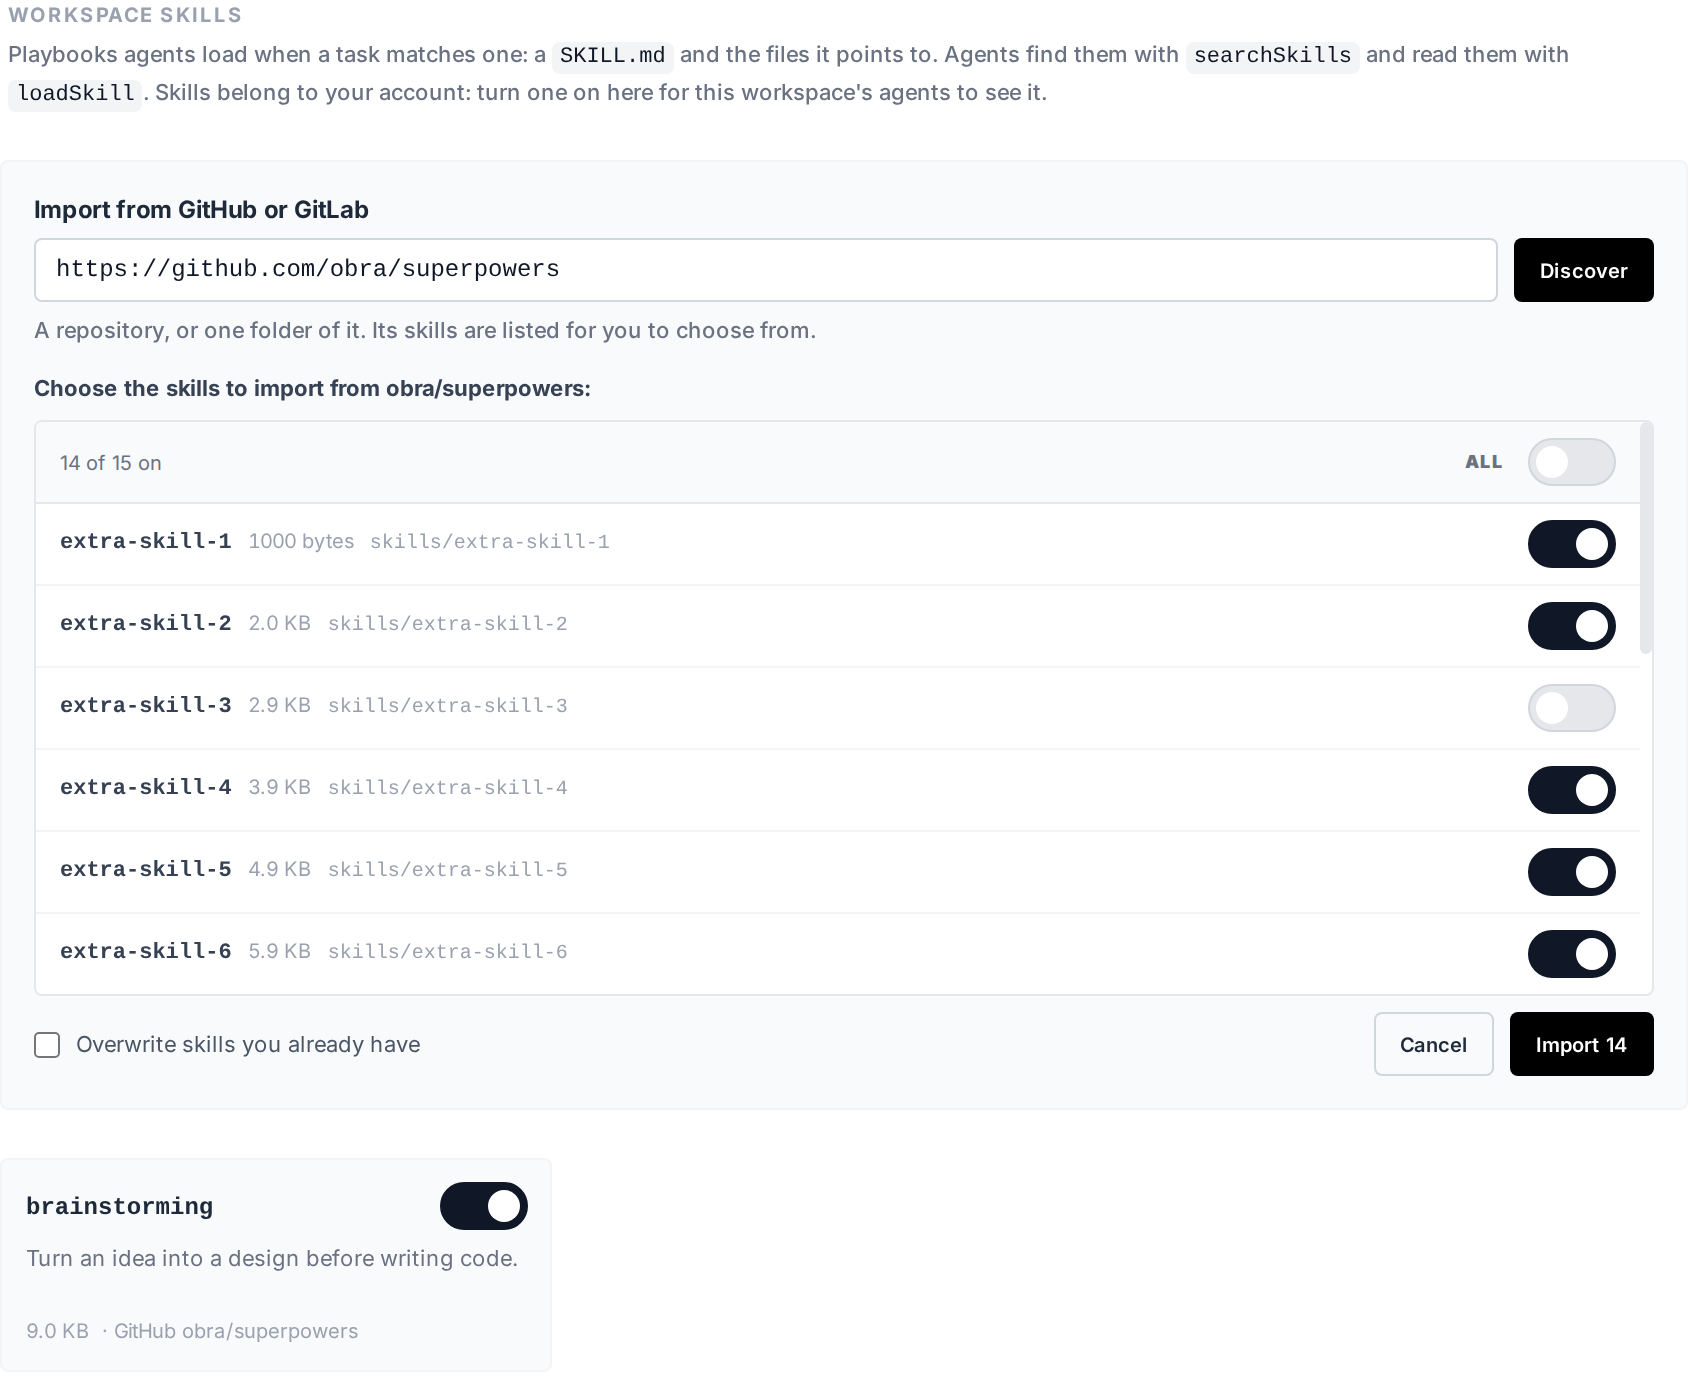 WORKSPACE SKILLS
Playbooks agents load when a task matches one: a SKILL.md and the files it points to. Agents find them with searchSkills and read them with
loadSkill. Skills belong to your account: turn one on here for this workspace's agents to see it.
Import from GitHub or GitLab
https://github.com/obra/superpowers
Discover
A repository, or one folder of it. Its skills are listed for you to choose from.
Choose the skills to import from obra/superpowers:
14 of 15 on ALL
extra-skill-1 1000 bytes skills/extra-skill-1
extra-skill-2 2.0 KB skills/extra-skill-2
extra-skill-3 2.9 KB skills/extra-skill-3
extra-skill-4 3.9 KB skills/extra-skill-4
extra-skill-5 4.9 KB skills/extra-skill-5
extra-skill-6 5.9 KB skills/extra-skill-6
Overwrite skills you already have Cancel Import 14
brainstorming
Turn an idea into a design before writing code.
9.0 KB · GitHub obra/superpowers